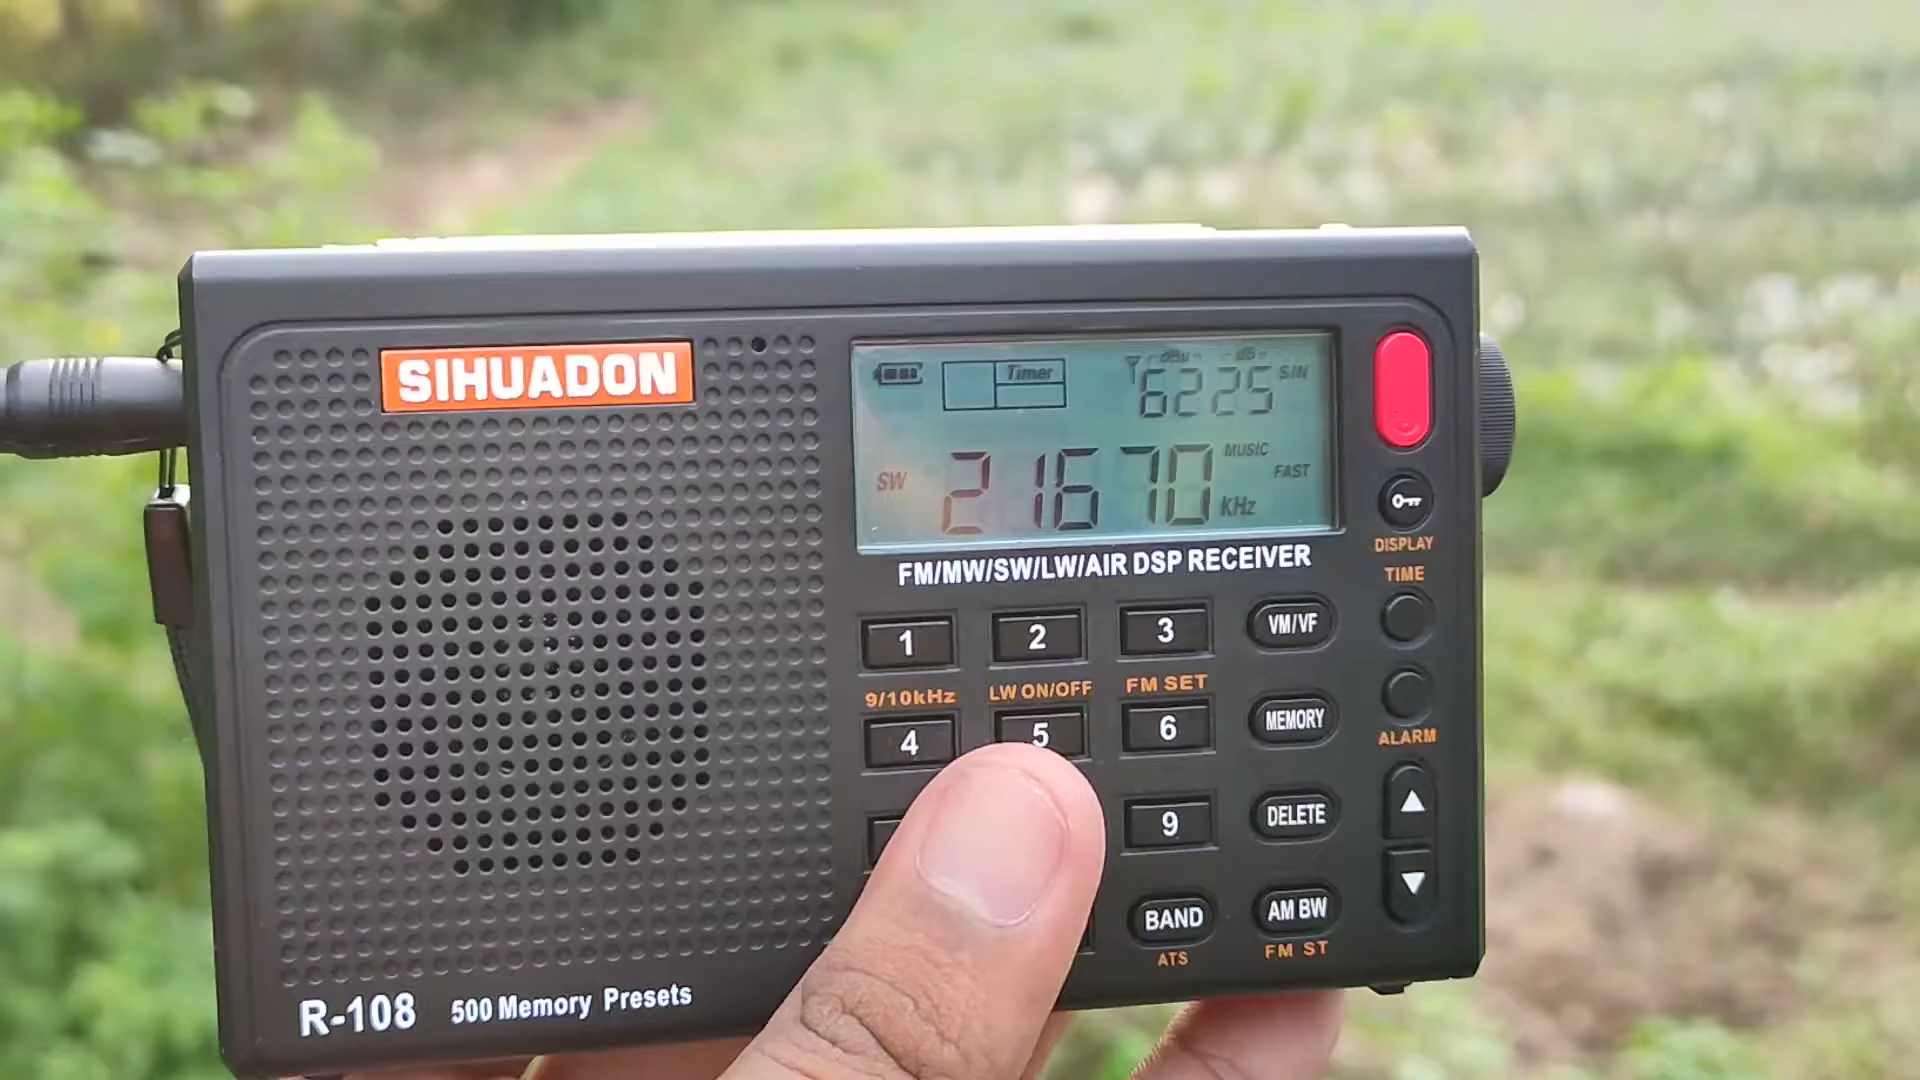 SIHUADON
Timer
6225 S/N
MUSIC
SW 21670 KHz
FAST
FM/MW/SW/LW/AIR DSP RECEIVER
DISPLAY
TIME
1 2 3 VM/VF
9/10kHz LW ON/OFF FM SET
4 5 6 MEMORY
ALARM
9 DELETE
BAND AM BW
ATS FM ST
R-108 500 Memory Presets